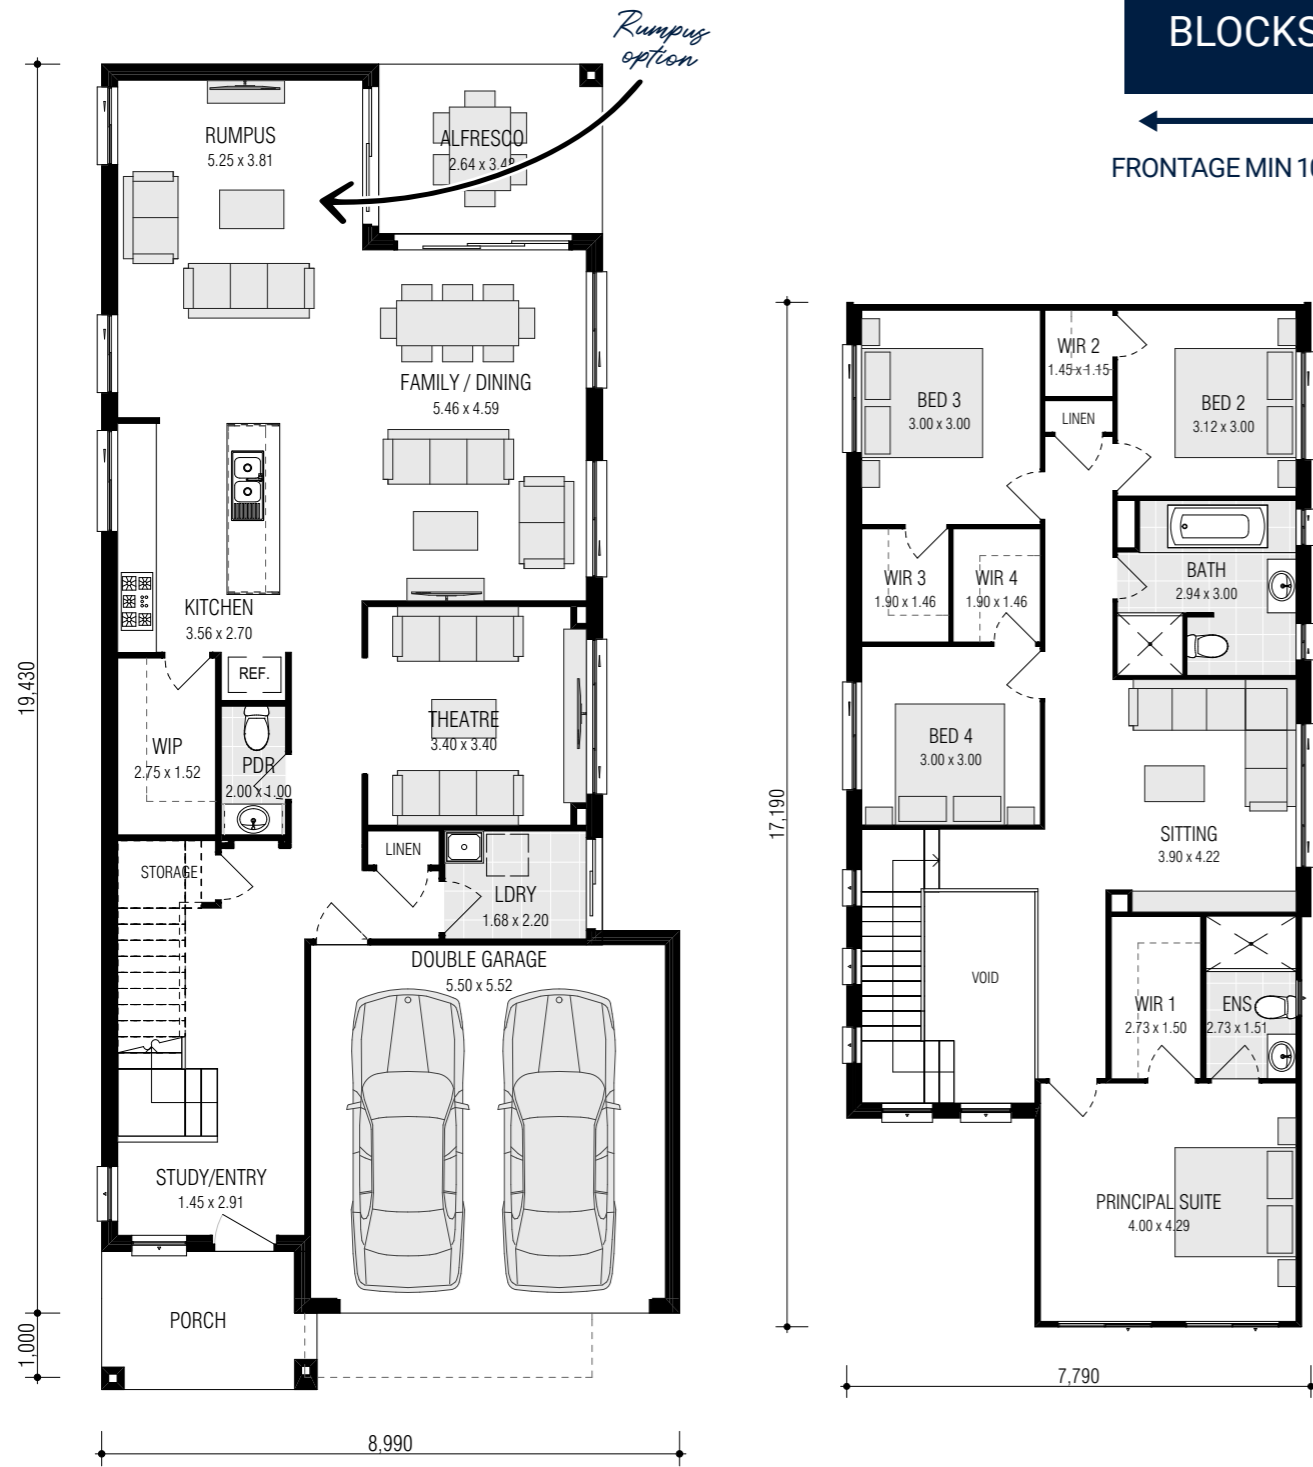 Rumpus
option
BLOCKS
FRONTAGE MIN 10
RUMPUS
5.25 x 3.81
ALFRESCO
2.64 x 3.48
FAMILY / DINING
5.46 x 4.59
KITCHEN
3.56 x 2.70
REF.
THEATRE
3.40 x 3.40
WIP
2.75 x 1.52
PDR
2.00 x 1.00
STORAGE
LINEN
LDRY
1.68 x 2.20
DOUBLE GARAGE
5.50 x 5.52
STUDY/ENTRY
1.45 x 2.91
PORCH
19,430
1,000
8,990
BED 3
3.00 x 3.00
WIR 2
1.45 x 1.15
LINEN
BED 2
3.12 x 3.00
WIR 3
1.90 x 1.46
WIR 4
1.90 x 1.46
BATH
2.94 x 3.00
BED 4
3.00 x 3.00
SITTING
3.90 x 4.22
VOID
WIR 1
2.73 x 1.50
ENS
2.73 x 1.51
PRINCIPAL SUITE
4.00 x 4.29
17,190
7,790